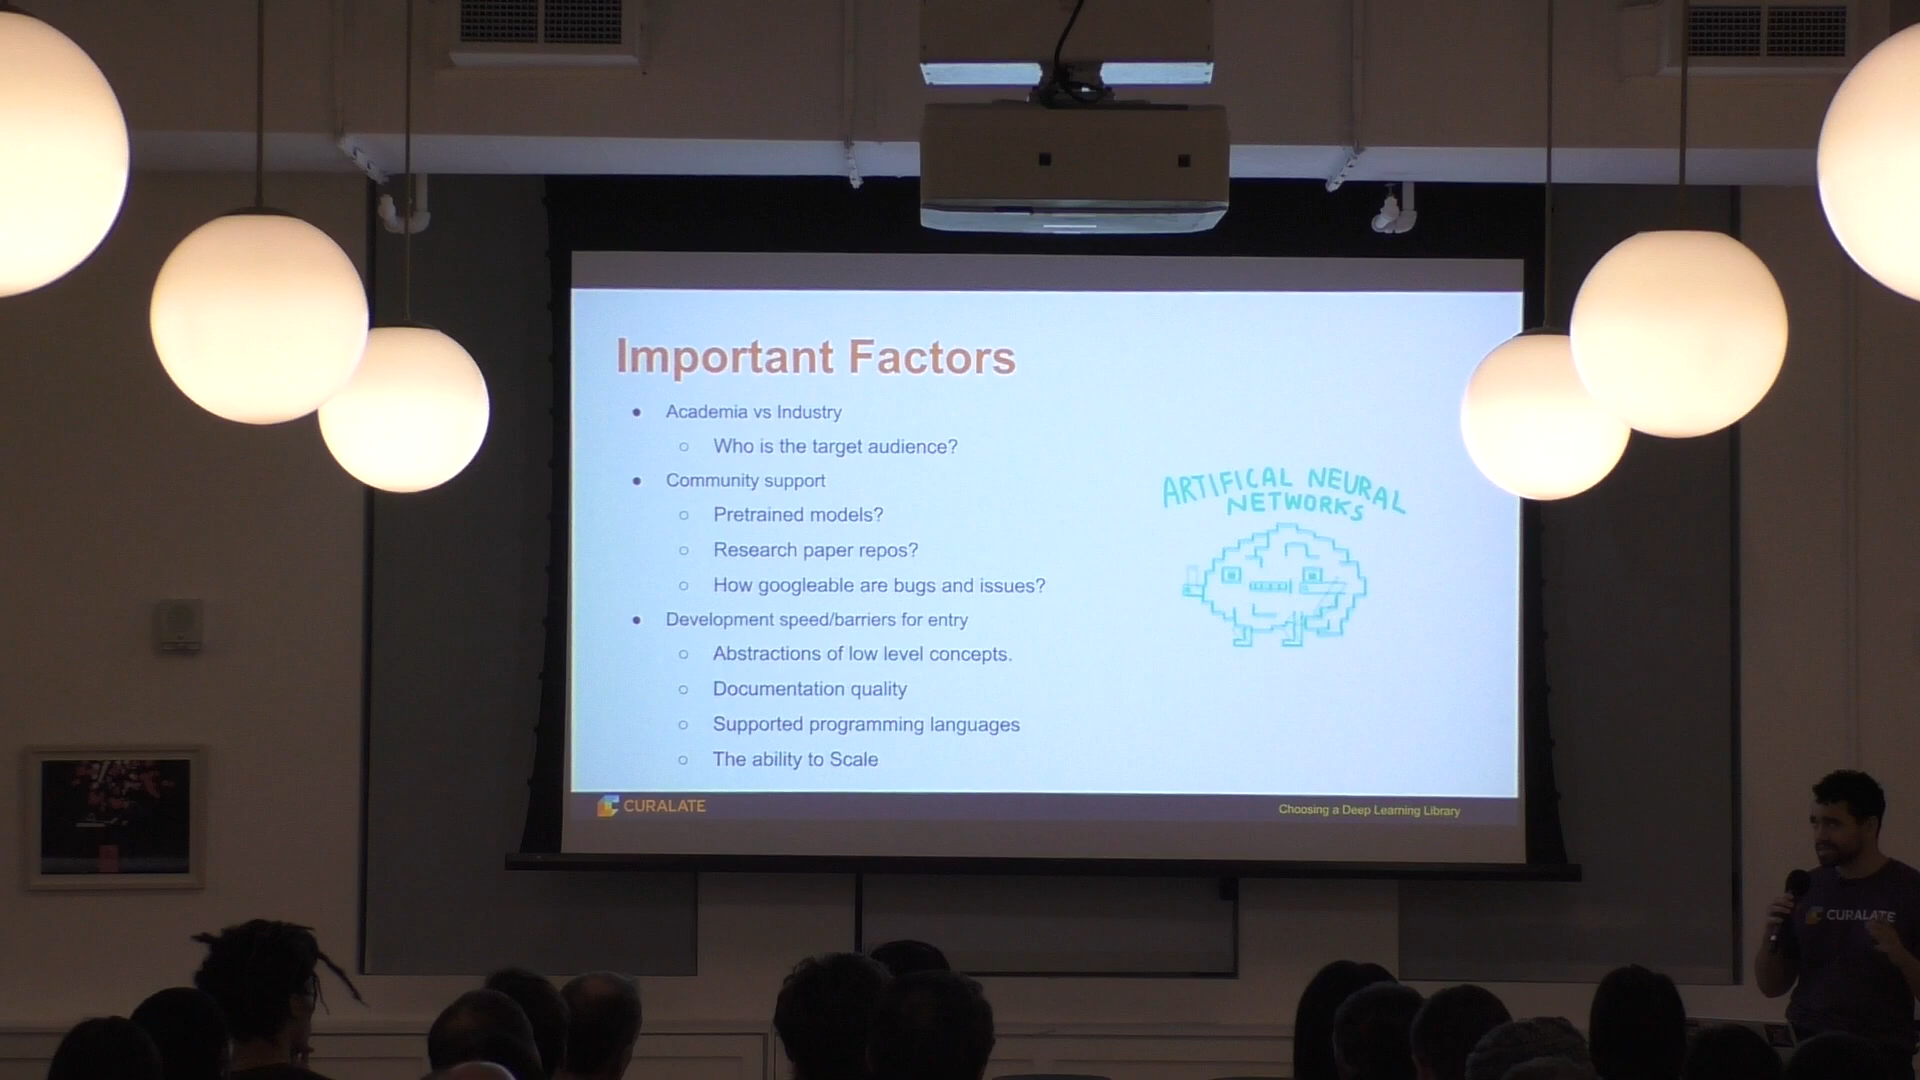 Important Factors
● Academia vs Industry
○ Who is the target audience?
● Community support
○ Pretrained models?
○ Research paper repos?
○ How googleable are bugs and issues?
● Development speed/barriers for entry
○ Abstractions of low level concepts.
○ Documentation quality
○ Supported programming languages
○ The ability to Scale
ARTIFICAL NEURAL
NETWORKS
CURALATE
Choosing a Deep Learning Library
CURALATE